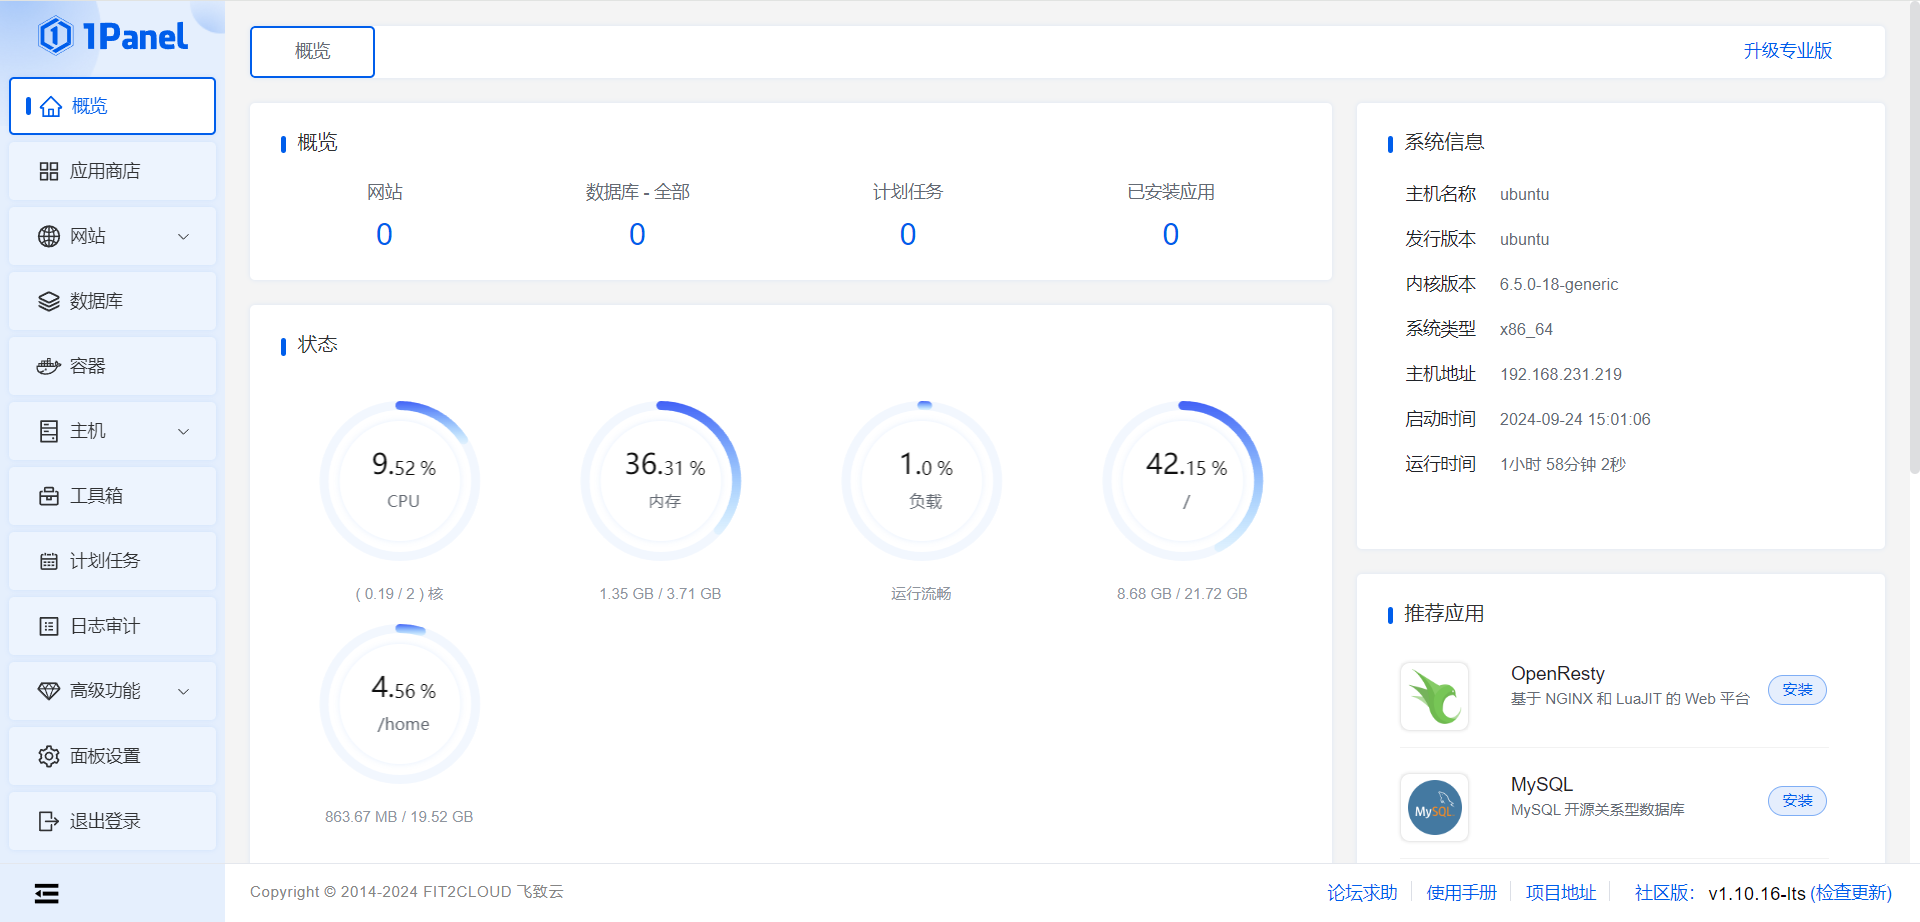 1Panel
概览
应用商店
网站
数据库
容器
主机
工具箱
计划任务
日志审计
高级功能
面板设置
退出登录
概览
升级专业版
概览
网站
数据库 - 全部
计划任务
已安装应用
0
0
0
0
状态
9.52 %
CPU
( 0.19 / 2 ) 核
36.31 %
内存
1.35 GB / 3.71 GB
1.0 %
负载
运行流畅
42.15 %
/
8.68 GB / 21.72 GB
4.56 %
/home
863.67 MB / 19.52 GB
系统信息
主机名称 ubuntu
发行版本 ubuntu
内核版本 6.5.0-18-generic
系统类型 x86_64
主机地址 192.168.231.219
启动时间 2024-09-24 15:01:06
运行时间 1小时 58分钟 2秒
推荐应用
OpenResty
基于 NGINX 和 LuaJIT 的 Web 平台
安装
MySQL
MySQL
MySQL 开源关系型数据库
安装
Copyright © 2014-2024 FIT2CLOUD 飞致云
论坛求助 使用手册 项目地址 社区版: v1.10.16-lts (检查更新)